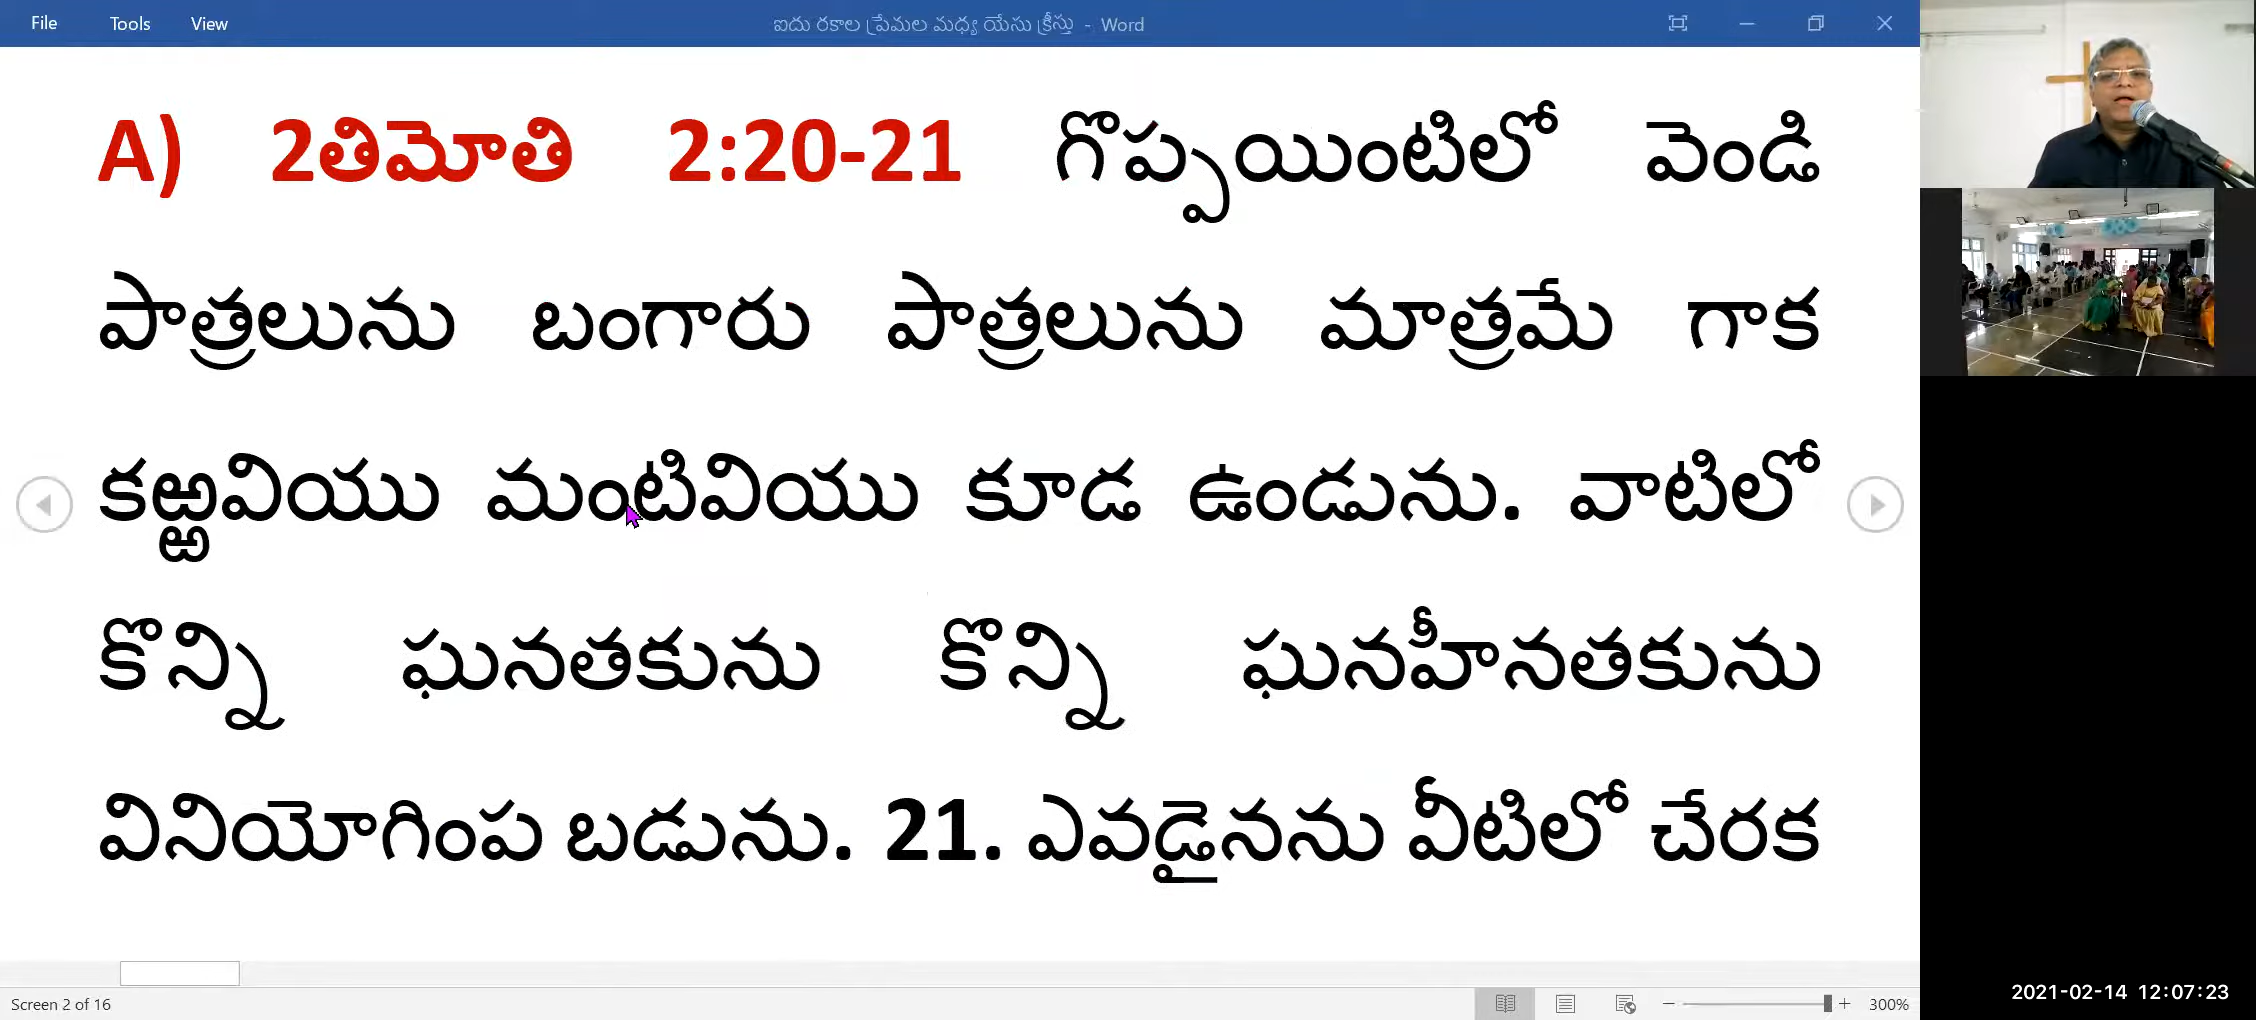 File Tools View ఐదు రకాల ప్రేమల మధ్య యేసు క్రీస్తు - Word
A) 2తిమోతి 2:20-21 గొప్పయింటిలో వెండి
పాత్రలును బంగారు పాత్రలును మాత్రమే గాక
కఱ్ఱవియు మంటివియు కూడ ఉండును. వాటిలో
కొన్ని ఘనతకును కొన్ని ఘనహీనతకును
వినియోగింప బడును. 21. ఎవడైనను వీటిలో చేరక
Screen 2 of 16
300%
2021-02-14 12:07:23